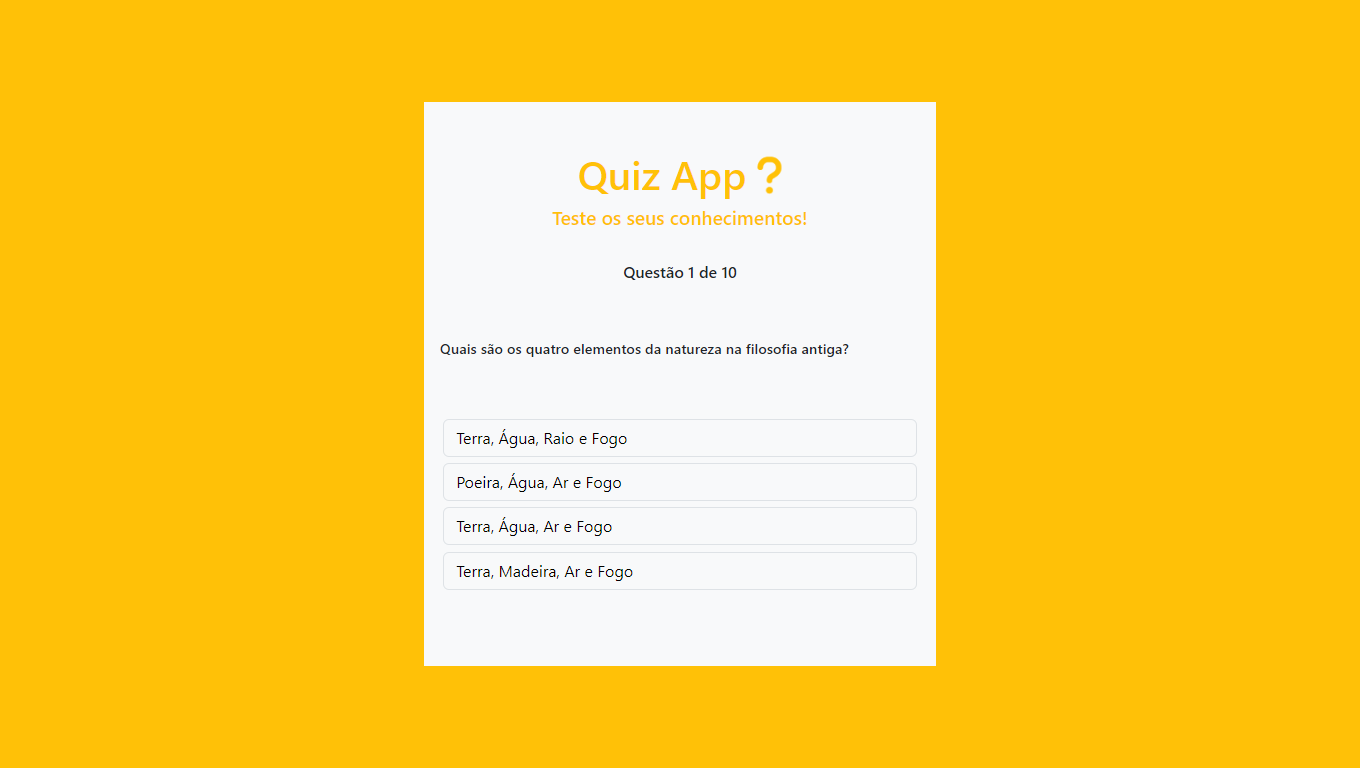 Quiz App ?
Teste os seus conhecimentos!
Questão 1 de 10
Quais são os quatro elementos da natureza na filosofia antiga?
Terra, Água, Raio e Fogo
Poeira, Água, Ar e Fogo
Terra, Água, Ar e Fogo
Terra, Madeira, Ar e Fogo